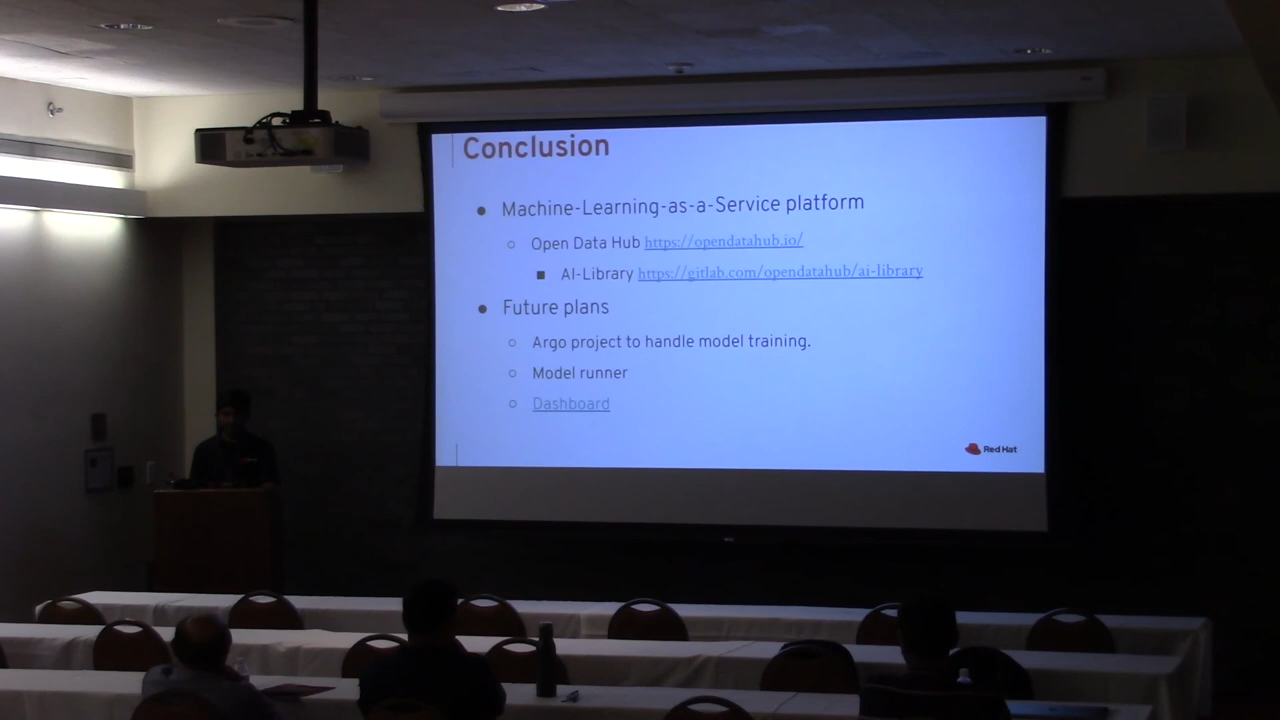 Conclusion
Machine-Learning-as-a-Service platform
Open Data Hub https://opendatahub.io/
AI-Library https://gitlab.com/opendatahub/ai-library
Future plans
Argo project to handle model training.
Model runner
Dashboard
Red Hat